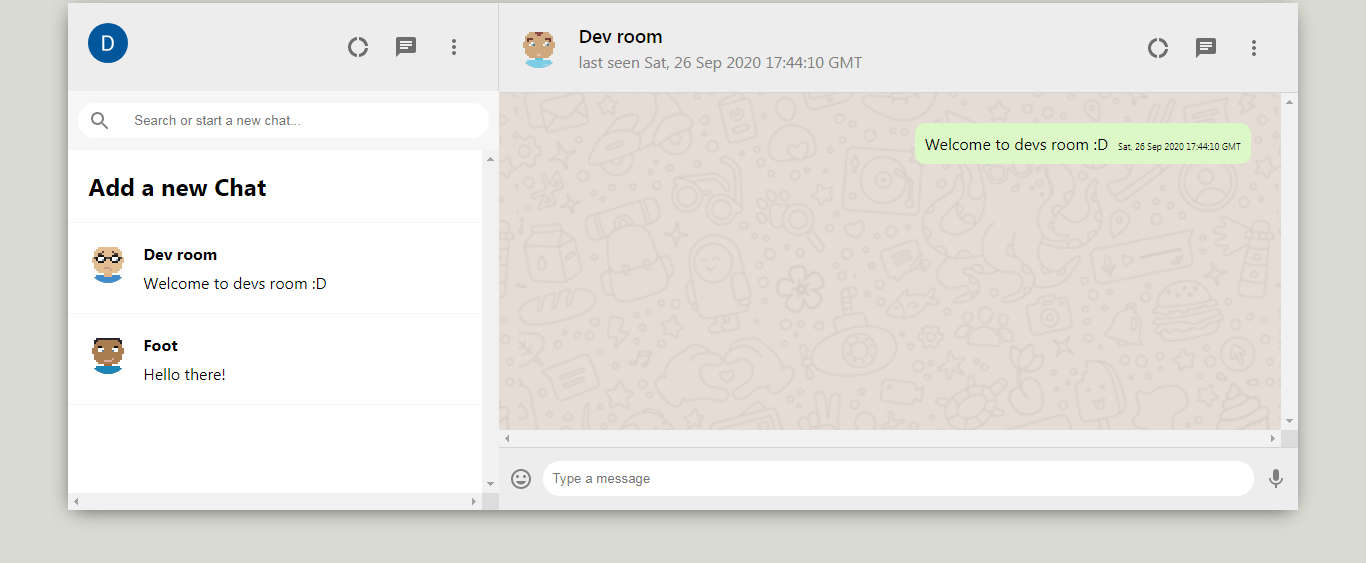 D
Search or start a new chat...
Add a new Chat
Dev room
Welcome to devs room :D
Foot
Hello there!
Dev room
last seen Sat, 26 Sep 2020 17:44:10 GMT
Welcome to devs room :D Sat, 26 Sep 2020 17:44:10 GMT
Type a message